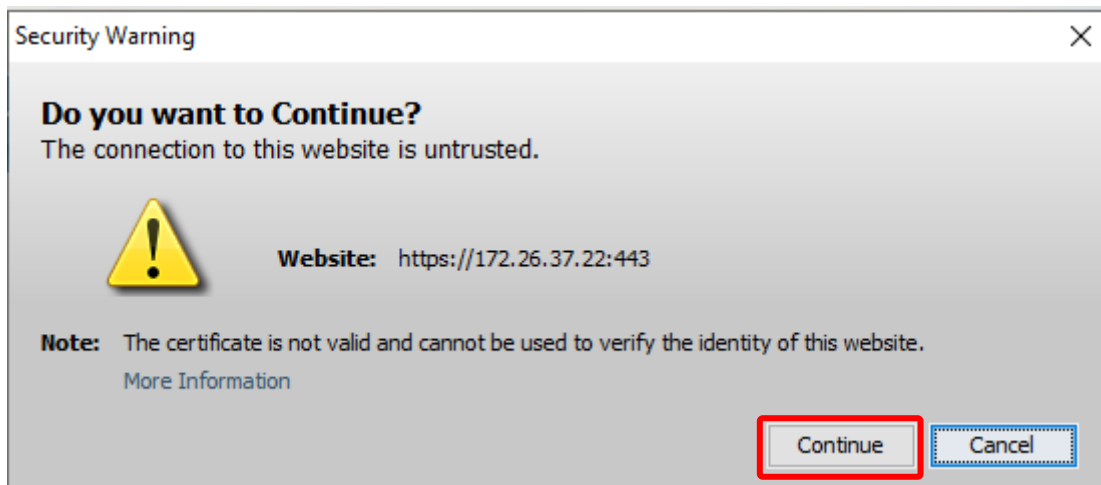 Security Warning
Do you want to Continue?
The connection to this website is untrusted.
Website: https://172.26.37.22:443
Note: The certificate is not valid and cannot be used to verify the identity of this website.
More Information
Continue Cancel